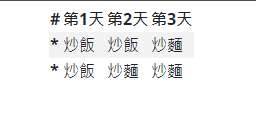 # 第1天 第2天 第3天
* 炒飯 炒飯 炒麵
* 炒飯 炒麵 炒麵